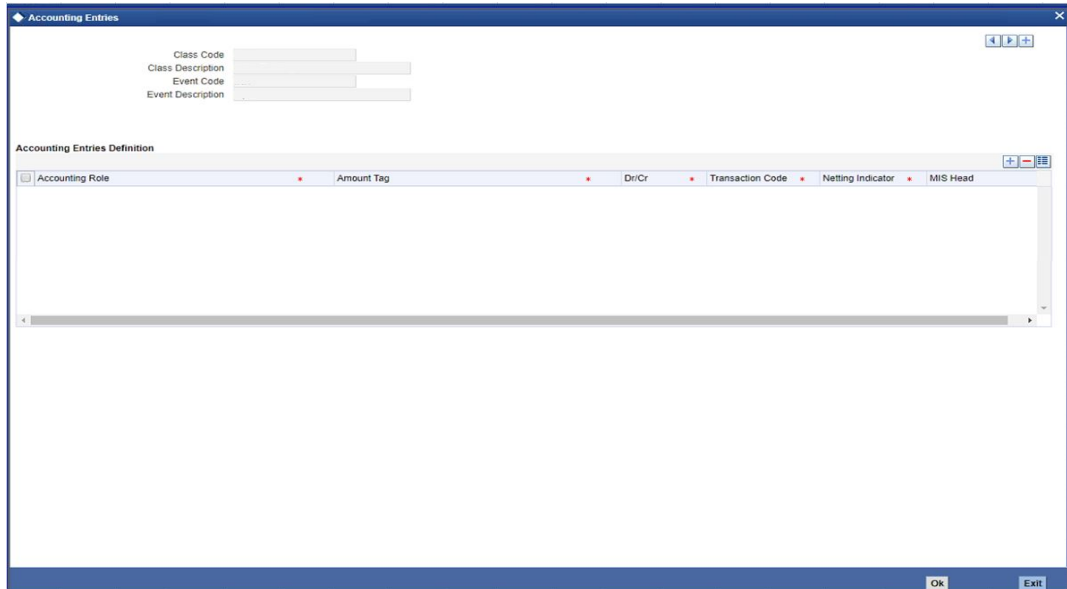 Accounting Entries
Class Code
Class Description
Event Code
Event Description
Accounting Entries Definition
Accounting Role * Amount Tag * Dr/Cr * Transaction Code * Netting Indicator * MIS Head
Ok Exit